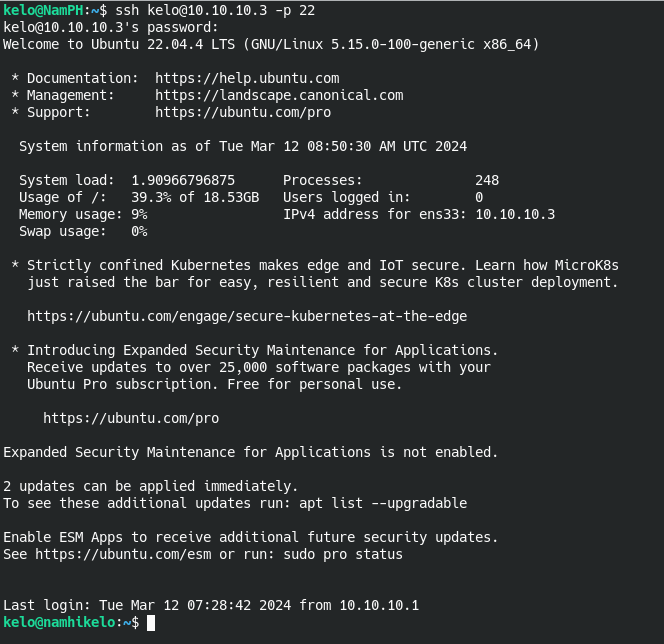 kelo@NamPH:~$ ssh kelo@10.10.10.3 -p 22
kelo@10.10.10.3's password:
Welcome to Ubuntu 22.04.4 LTS (GNU/Linux 5.15.0-100-generic x86_64)

 * Documentation:  https://help.ubuntu.com
 * Management:     https://landscape.canonical.com
 * Support:        https://ubuntu.com/pro

  System information as of Tue Mar 12 08:50:30 AM UTC 2024

  System load:  1.90966796875      Processes:              248
  Usage of /:   39.3% of 18.53GB   Users logged in:        0
  Memory usage: 9%                 IPv4 address for ens33: 10.10.10.3
  Swap usage:   0%

 * Strictly confined Kubernetes makes edge and IoT secure. Learn how MicroK8s
   just raised the bar for easy, resilient and secure K8s cluster deployment.

   https://ubuntu.com/engage/secure-kubernetes-at-the-edge

 * Introducing Expanded Security Maintenance for Applications.
   Receive updates to over 25,000 software packages with your
   Ubuntu Pro subscription. Free for personal use.

     https://ubuntu.com/pro

Expanded Security Maintenance for Applications is not enabled.

2 updates can be applied immediately.
To see these additional updates run: apt list --upgradable

Enable ESM Apps to receive additional future security updates.
See https://ubuntu.com/esm or run: sudo pro status


Last login: Tue Mar 12 07:28:42 2024 from 10.10.10.1
kelo@namhikelo:~$